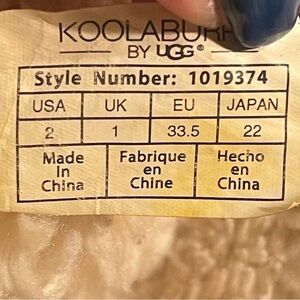 KOOLABURRA
BY UGG®
Style Number: 1019374
USA UK EU JAPAN
2 1 33.5 22
Made Fabrique Hecho
In en en
China Chine China